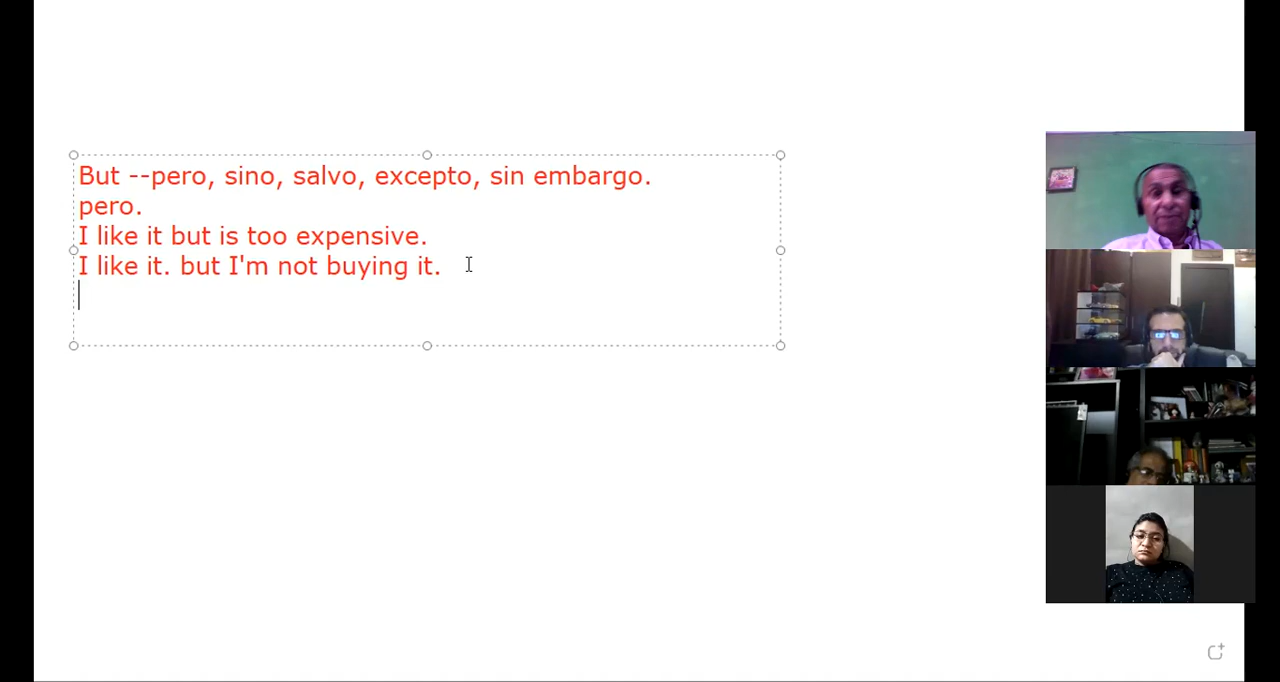 But --pero, sino, salvo, excepto, sin embargo.
pero.
I like it but is too expensive.
I like it. but I'm not buying it.